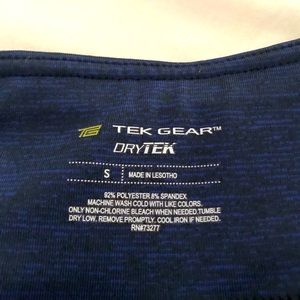 TEK GEAR™
DRYTEK
S MADE IN LESOTHO
92% POLYESTER 8% SPANDEX
MACHINE WASH COLD WITH LIKE COLORS.
ONLY NON-CHLORINE BLEACH WHEN NEEDED.TUMBLE
DRY LOW. REMOVE PROMPTLY. COOL IRON IF NEEDED.
RN#73277